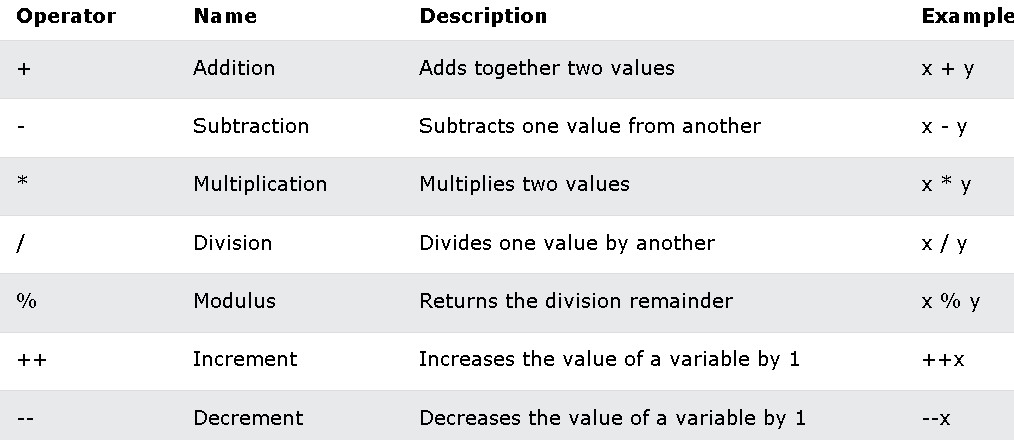 Operator Name Description Example
+ Addition Adds together two values x + y
- Subtraction Subtracts one value from another x - y
* Multiplication Multiplies two values x * y
/ Division Divides one value by another x / y
% Modulus Returns the division remainder x % y
++ Increment Increases the value of a variable by 1 ++x
-- Decrement Decreases the value of a variable by 1 --x